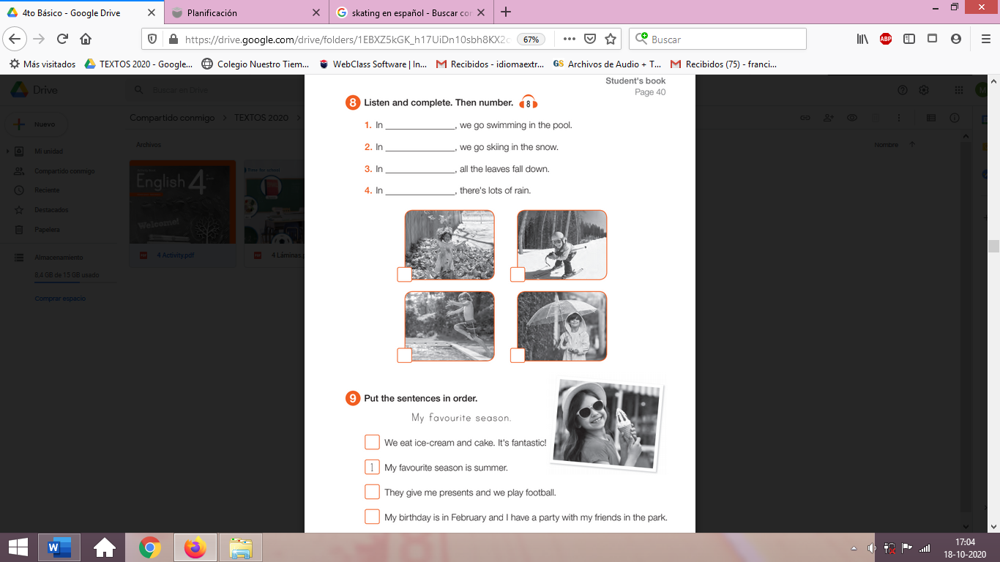 4to Básico - Google Drive
Planificación
skating en español - Buscar con
https://drive.google.com/drive/folders/1EBXZ5kGK_h17UiDn10sbh8KX2c
67%
Buscar
Más visitados
TEXTOS 2020 - Google...
Colegio Nuestro Tiem...
WebClass Software | In...
Recibidos - idiomaextr...
Archivos de Audio + T...
Recibidos (75) - franci...
Drive
Buscar en Drive
Nuevo
Mi unidad
Compartido conmigo
Reciente
Destacados
Papelera
Almacenamiento
8,4 GB de 15 GB usado
Comprar espacio
Compartido conmigo > TEXTOS 2020 >
Archivos
Nombre
English 4
Welcome!
4 Activity.pdf
4 Láminas.p
Student's book
Page 40
8 Listen and complete. Then number. 8
1. In ______________, we go swimming in the pool.
2. In ______________, we go skiing in the snow.
3. In ______________, all the leaves fall down.
4. In ______________, there's lots of rain.
9 Put the sentences in order.
My favourite season.
We eat ice-cream and cake. It's fantastic!
1 My favourite season is summer.
They give me presents and we play football.
My birthday is in February and I have a party with my friends in the park.
17:04
18-10-2020